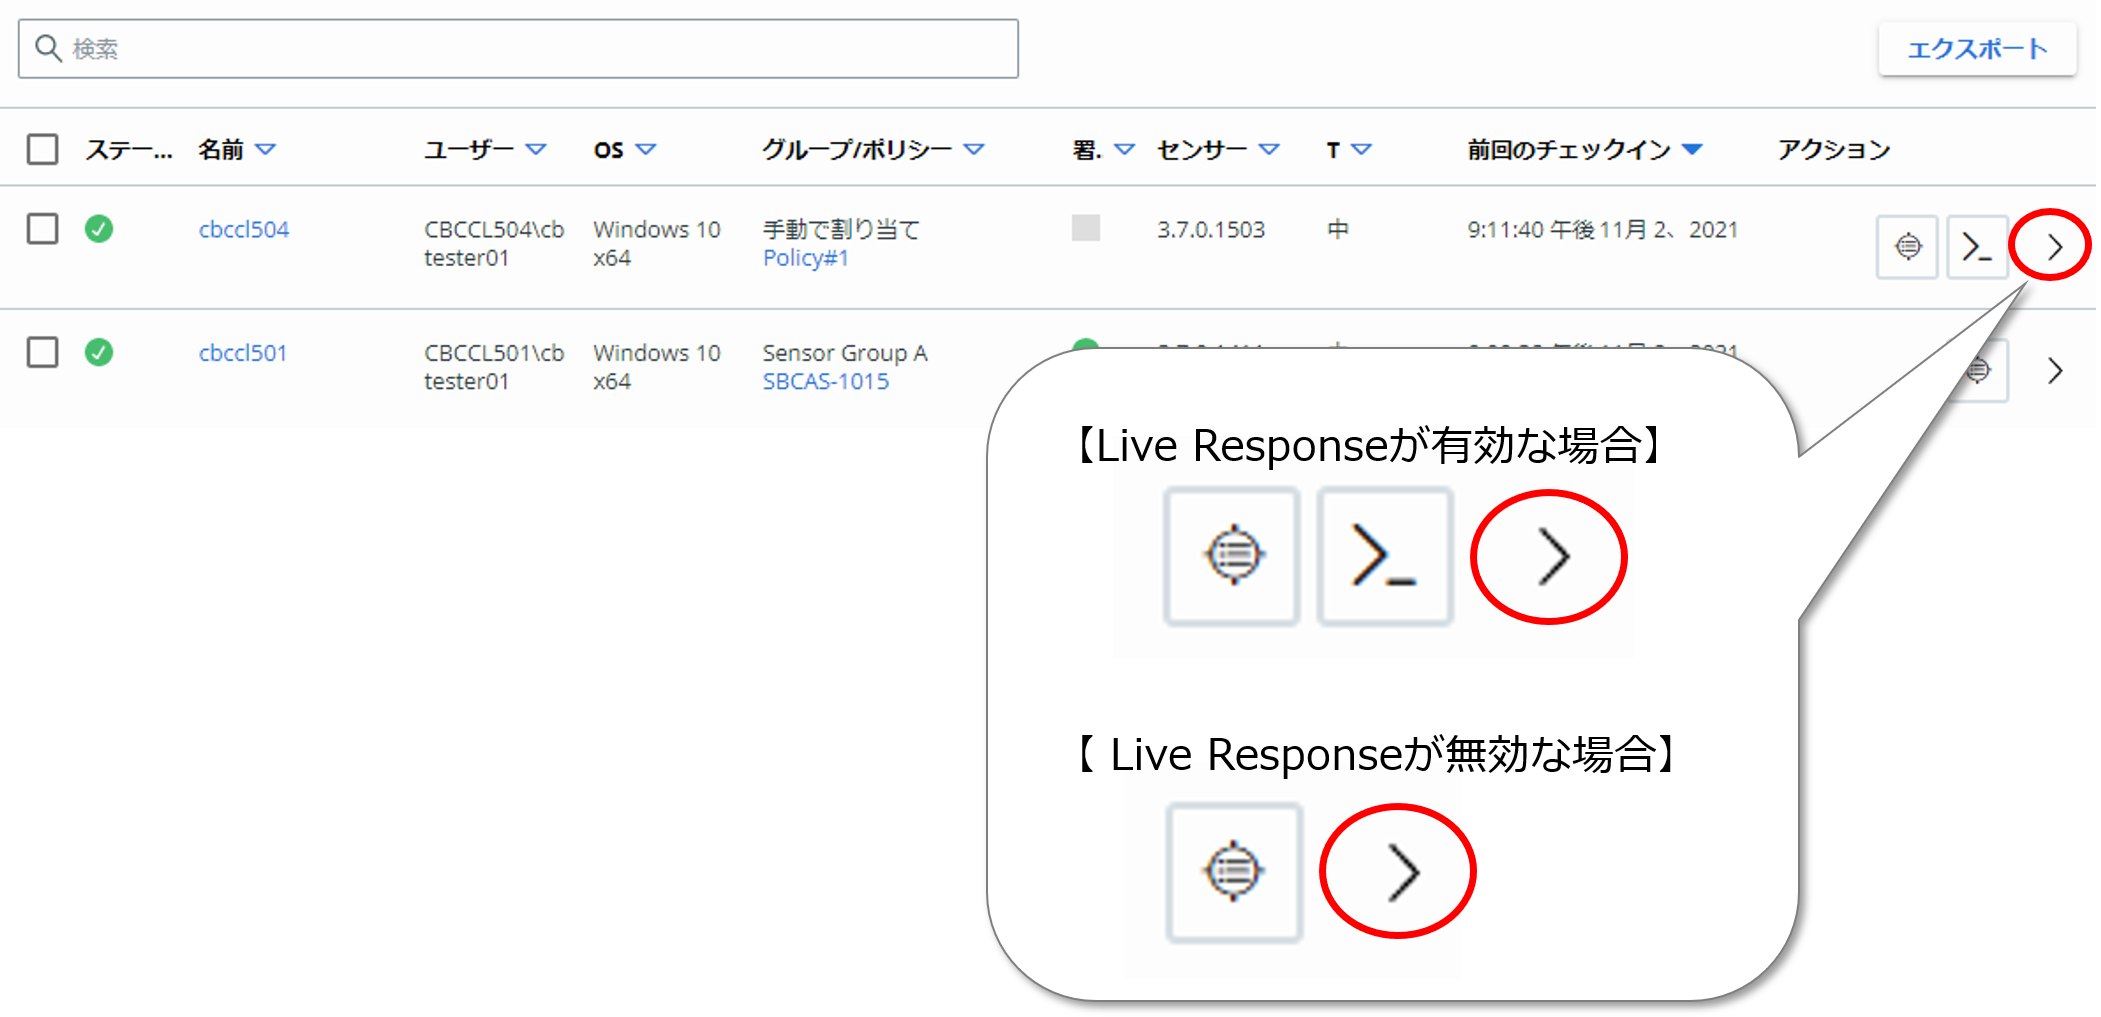 検索
エクスポート
ステー... 名前 ユーザー OS グループ/ポリシー 署. センサー T 前回のチェックイン アクション
cbccl504 CBCCL504\cb Windows 10 手動で割り当て 3.7.0.1503 中 9:11:40 午後 11月 2、2021
tester01 x64 Policy#1
cbccl501 CBCCL501\cb Windows 10 Sensor Group A
tester01 x64 SBCAS-1015
【Live Responseが有効な場合】
【 Live Responseが無効な場合】